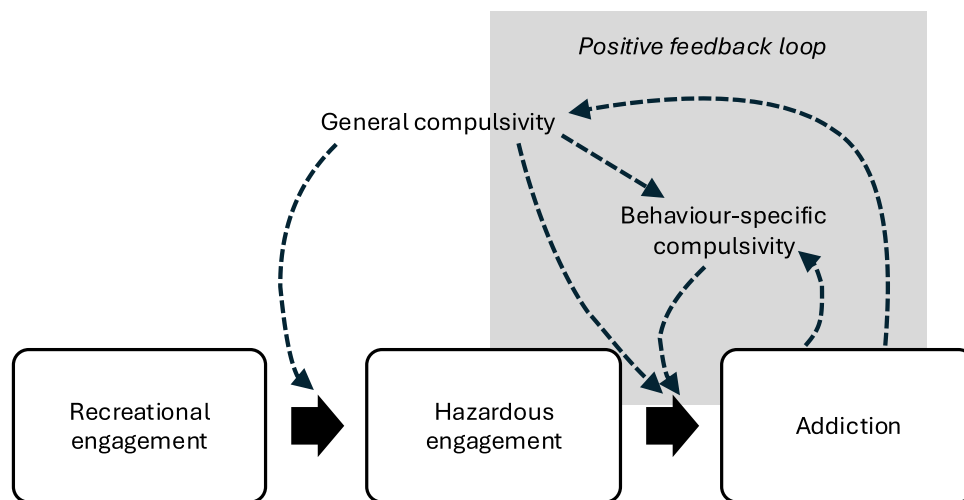 Positive feedback loop
General compulsivity
Behaviour-specific
compulsivity
Recreational
engagement
Hazardous
engagement
Addiction